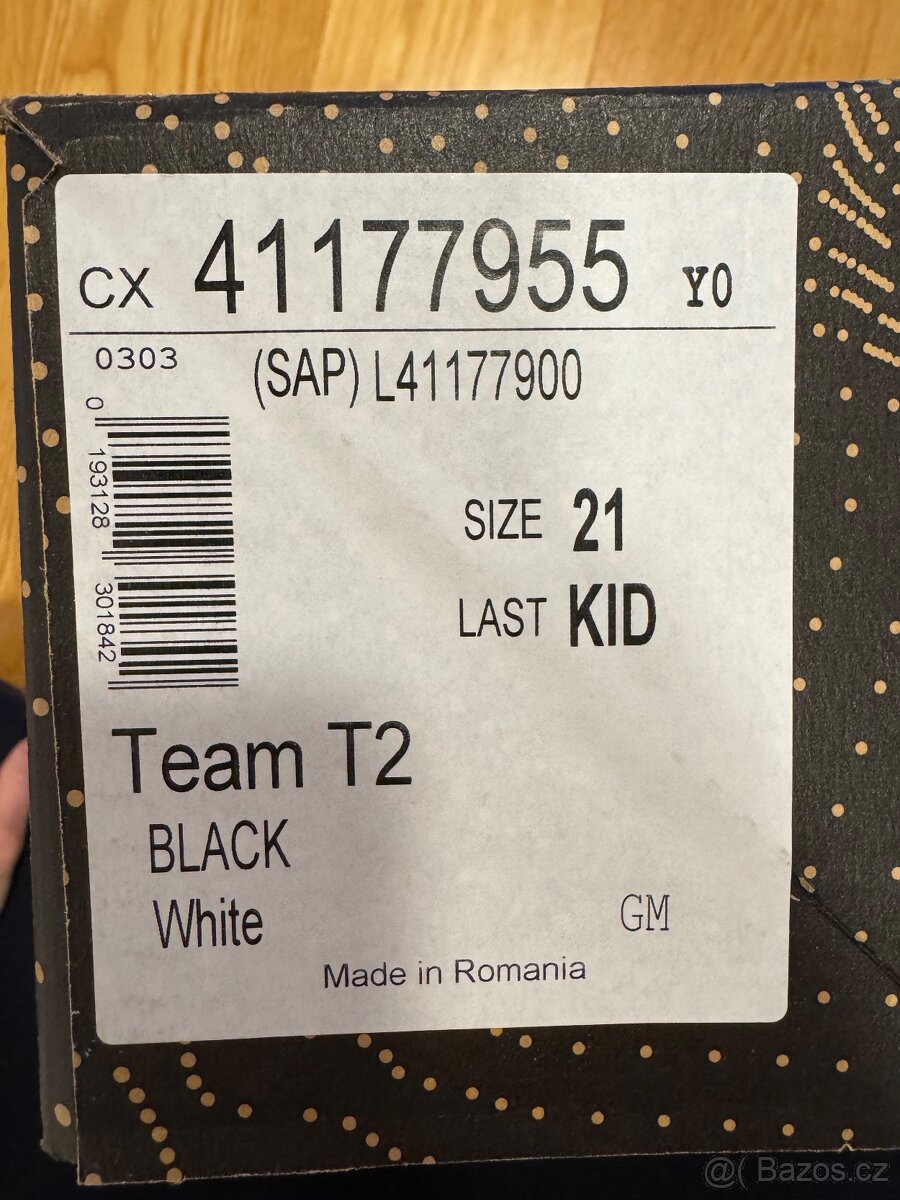 CX 41177955 Y0
0303 (SAP) L41177900
0 193128 301842
SIZE 21
LAST KID
Team T2
BLACK
White GM
Made in Romania
@( Bazos.cz